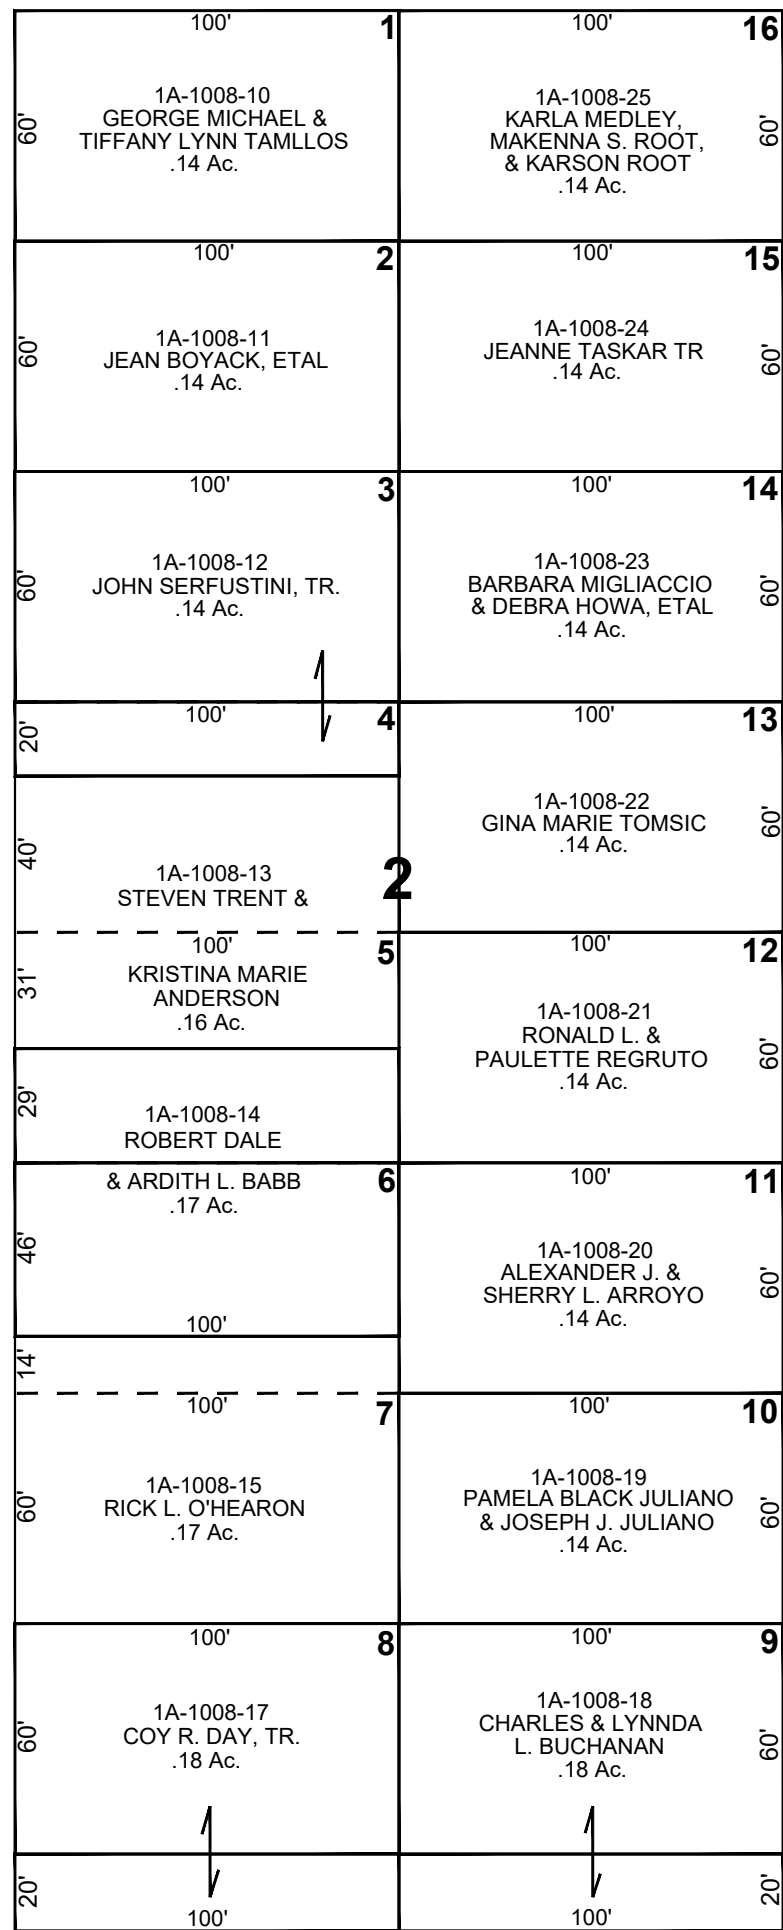 100'
1
60'
1A-1008-10
GEORGE MICHAEL &
TIFFANY LYNN TAMLLOS
.14 Ac.
100'
16
1A-1008-25
KARLA MEDLEY,
MAKENNA S. ROOT,
& KARSON ROOT
.14 Ac.
60'
100'
2
60'
1A-1008-11
JEAN BOYACK, ETAL
.14 Ac.
100'
15
1A-1008-24
JEANNE TASKAR TR
.14 Ac.
60'
100'
3
60'
1A-1008-12
JOHN SERFUSTINI, TR.
.14 Ac.
100'
14
1A-1008-23
BARBARA MIGLIACCIO
& DEBRA HOWA, ETAL
.14 Ac.
60'
100'
4
20'
40'
1A-1008-13
STEVEN TRENT &
2
100'
13
1A-1008-22
GINA MARIE TOMSIC
.14 Ac.
60'
100'
5
31'
KRISTINA MARIE
ANDERSON
.16 Ac.
29'
1A-1008-14
ROBERT DALE
100'
12
1A-1008-21
RONALD L. &
PAULETTE REGRUTO
.14 Ac.
60'
& ARDITH L. BABB
6
.17 Ac.
46'
100'
14'
100'
11
1A-1008-20
ALEXANDER J. &
SHERRY L. ARROYO
.14 Ac.
60'
100'
7
60'
1A-1008-15
RICK L. O'HEARON
.17 Ac.
100'
10
1A-1008-19
PAMELA BLACK JULIANO
& JOSEPH J. JULIANO
.14 Ac.
60'
100'
8
60'
1A-1008-17
COY R. DAY, TR.
.18 Ac.
20'
100'
100'
9
1A-1008-18
CHARLES & LYNNDA
L. BUCHANAN
.18 Ac.
60'
20'
100'